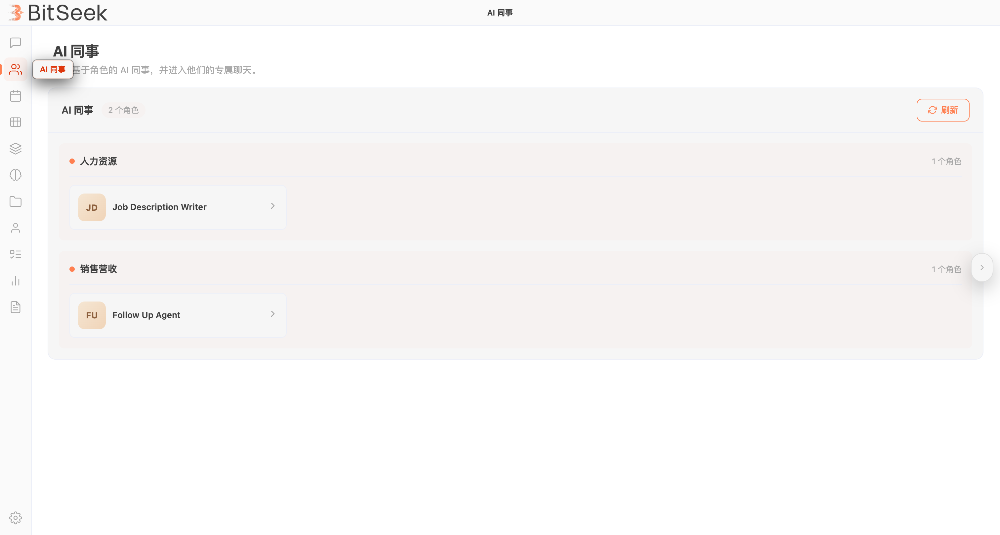 BitSeek
AI 同事
AI 同事
AI 同事
基于角色的 AI 同事，并进入他们的专属聊天。
AI 同事
2 个角色
刷新
人力资源
1 个角色
JD
Job Description Writer
销售营收
1 个角色
FU
Follow Up Agent